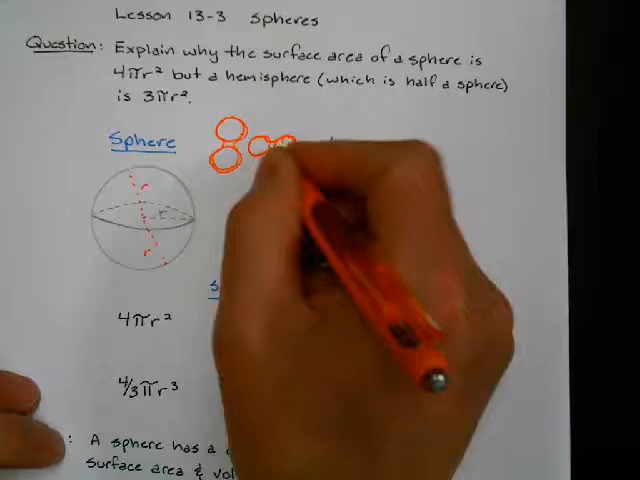 Lesson 13-3 Spheres
Question: Explain why the surface area of a sphere is
4πr² but a hemisphere (which is half a sphere)
is 3πr².
Sphere
r
r
r
4πr²
4/3πr³
: A sphere has a
surface area & vol